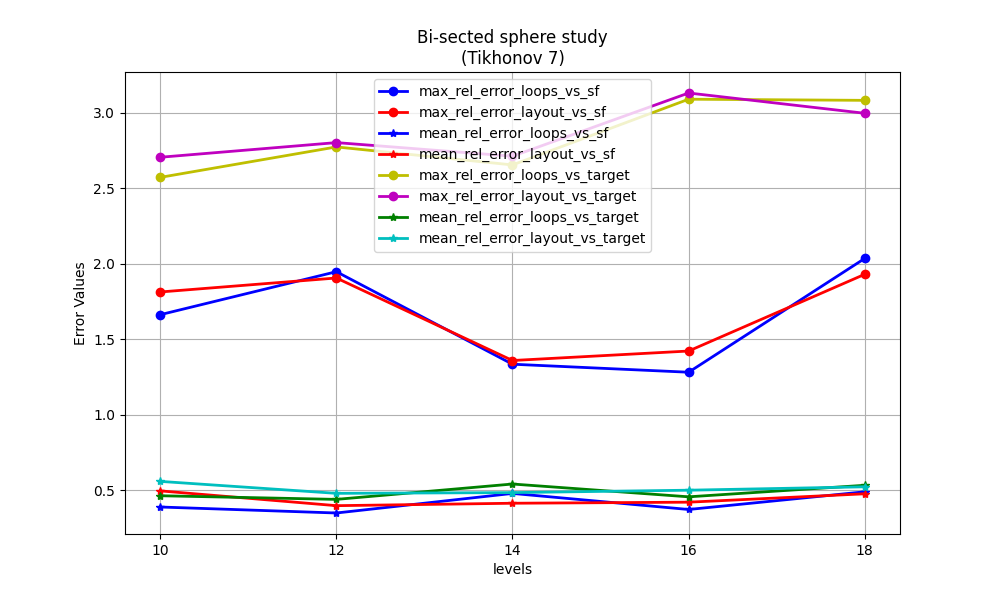 Bi-sected sphere study
(Tikhonov 7)
max_rel_error_loops_vs_sf
max_rel_error_layout_vs_sf
mean_rel_error_loops_vs_sf
mean_rel_error_layout_vs_sf
max_rel_error_loops_vs_target
max_rel_error_layout_vs_target
mean_rel_error_loops_vs_target
mean_rel_error_layout_vs_target
Error Values
3.0
2.5
2.0
1.5
1.0
0.5
10 12 14 16 18
levels